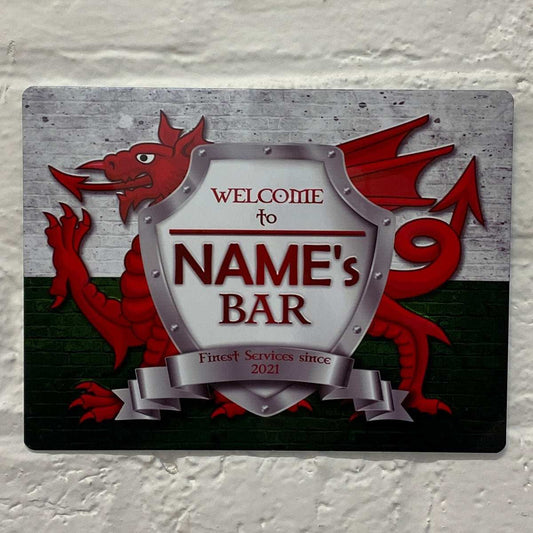 WELCOME
to
NAME's
BAR
Finest Services since
2021